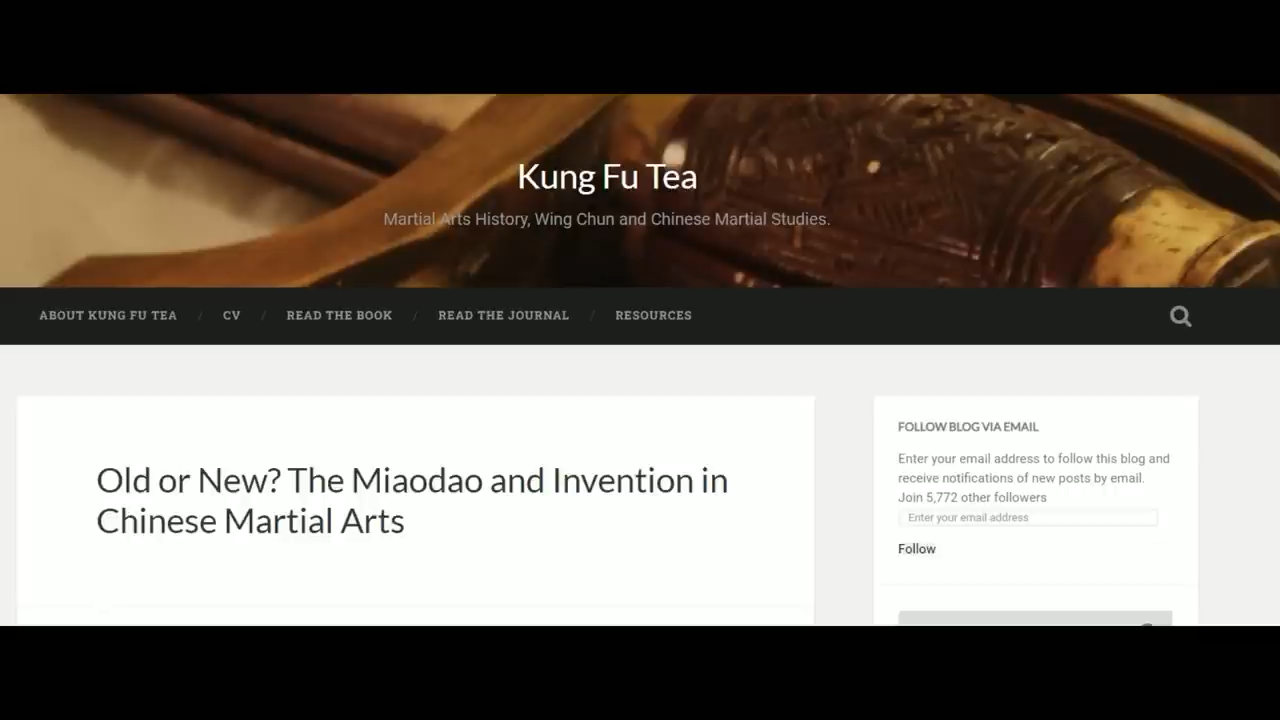 Kung Fu Tea
Martial Arts History, Wing Chun and Chinese Martial Studies.
ABOUT KUNG FU TEA / CV / READ THE BOOK / READ THE JOURNAL / RESOURCES
Old or New? The Miaodao and Invention in
Chinese Martial Arts
FOLLOW BLOG VIA EMAIL
Enter your email address to follow this blog and
receive notifications of new posts by email.
Join 5,772 other followers
Enter your email address
Follow